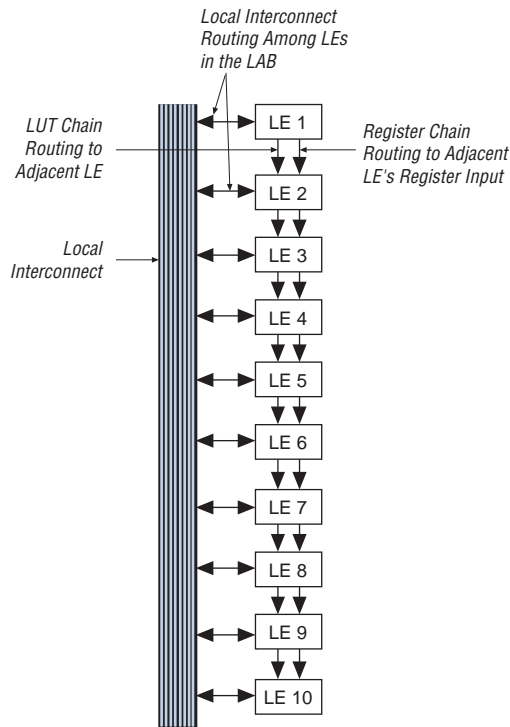 Local Interconnect
Routing Among LEs
in the LAB
LUT Chain
Routing to
Adjacent LE
Register Chain
Routing to Adjacent
LE's Register Input
Local
Interconnect
LE 1
LE 2
LE 3
LE 4
LE 5
LE 6
LE 7
LE 8
LE 9
LE 10